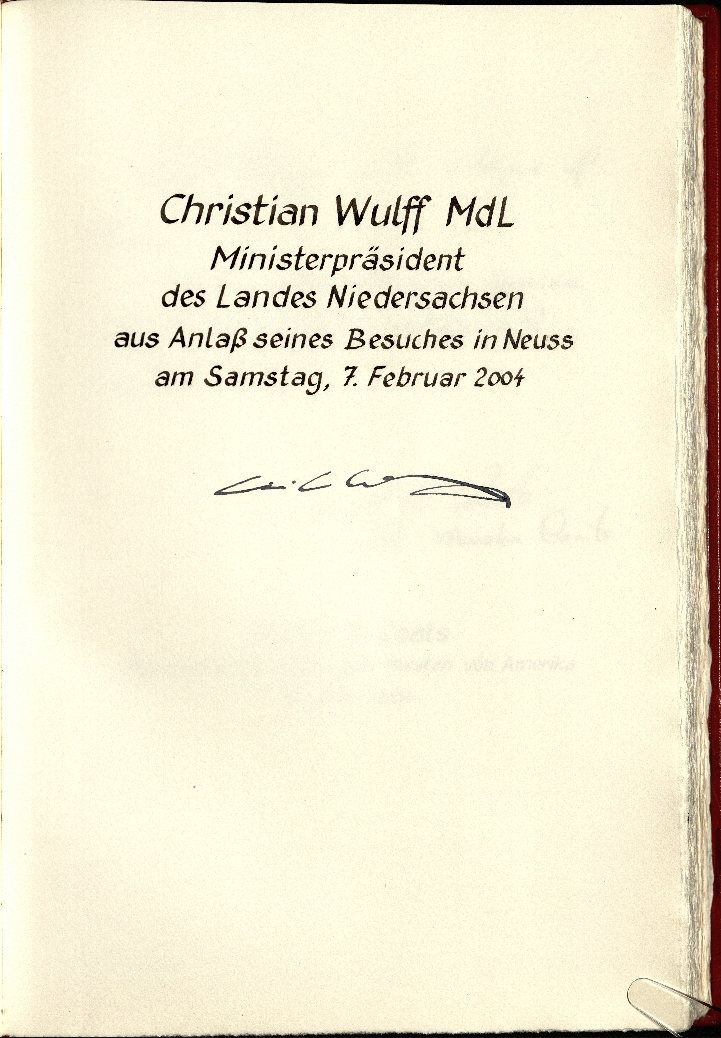 Christian Wulff MdL
Ministerpräsident
des Landes Niedersachsen
aus Anlaß seines Besuches in Neuss
am Samstag, 7. Februar 2004